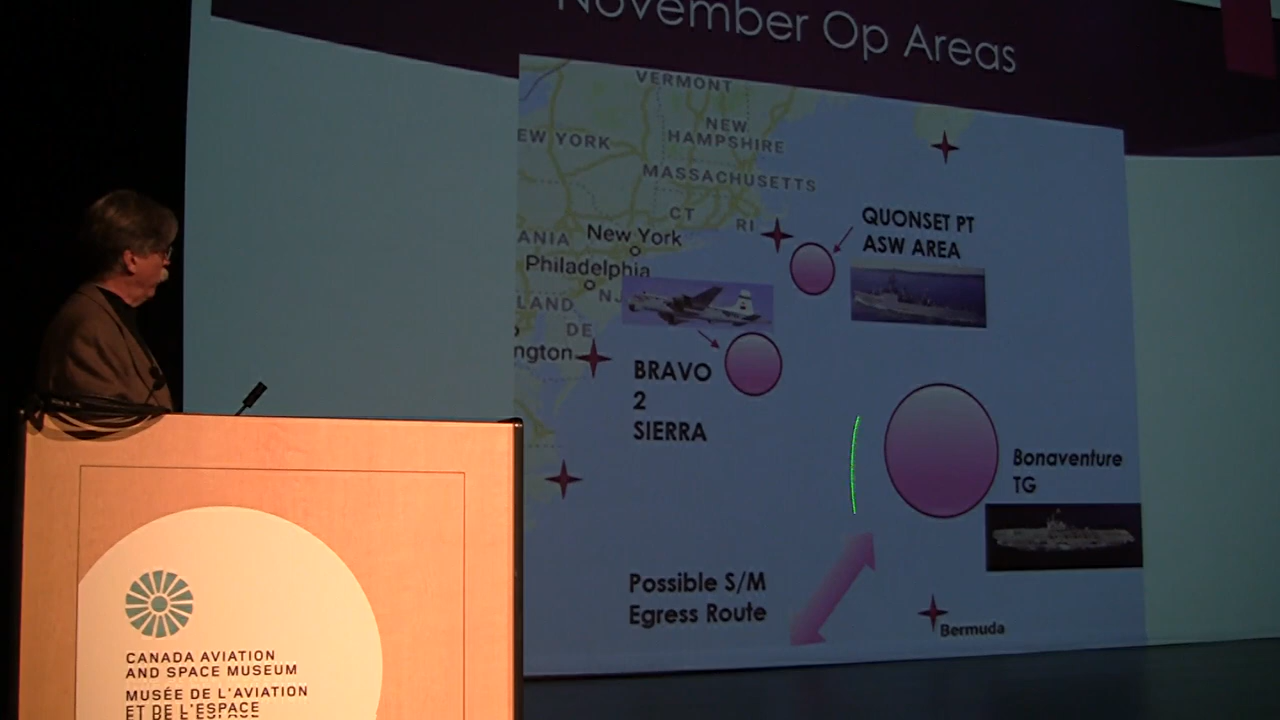 November Op Areas
VERMONT
NEW
HAMPSHIRE
EW YORK
MASSACHUSETTS
CT
RI
QUONSET PT
ASW AREA
ANIA
New York
Philadelphia
NJ
LAND
DE
ngton
BRAVO
2
SIERRA
Bonaventure
TG
Possible S/M
Egress Route
Bermuda
CANADA AVIATION
AND SPACE MUSEUM
MUSÉE DE L'AVIATION
ET DE L'ESPACE